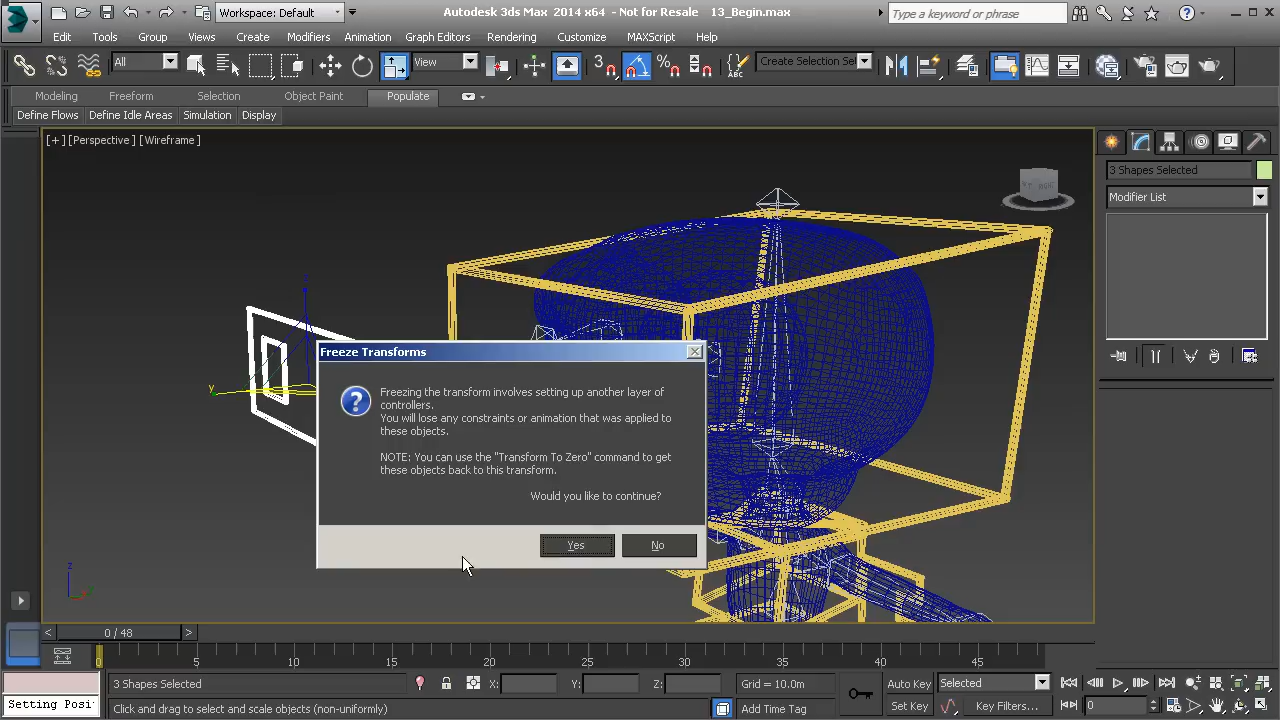 Workspace: Default
Autodesk 3ds Max 2014 x64 - Not for Resale 13_Begin.max
Type a keyword or phrase
Edit Tools Group Views Create Modifiers Animation Graph Editors Rendering Customize MAXScript Help
All
View
3
Create Selection Se
Modeling Freeform Selection Object Paint Populate
Define Flows Define Idle Areas Simulation Display
[+] [Perspective ] [Wireframe ]
3 Shapes Selected
Modifier List
z
y
Freeze Transforms
Freezing the transform involves setting up another layer of
controllers.
You will lose any constraints or animation that was applied to
these objects.
NOTE: You can use the "Transform To Zero" command to get
these objects back to this transform.
Would you like to continue?
Yes No
z
0 / 48
0 5 10 15 20 25 30 35 40 45
3 Shapes Selected X: Y: Z: Grid = 10.0m Auto Key Selected
Setting Posi Click and drag to select and scale objects (non-uniformly) Add Time Tag Set Key Key Filters... 0